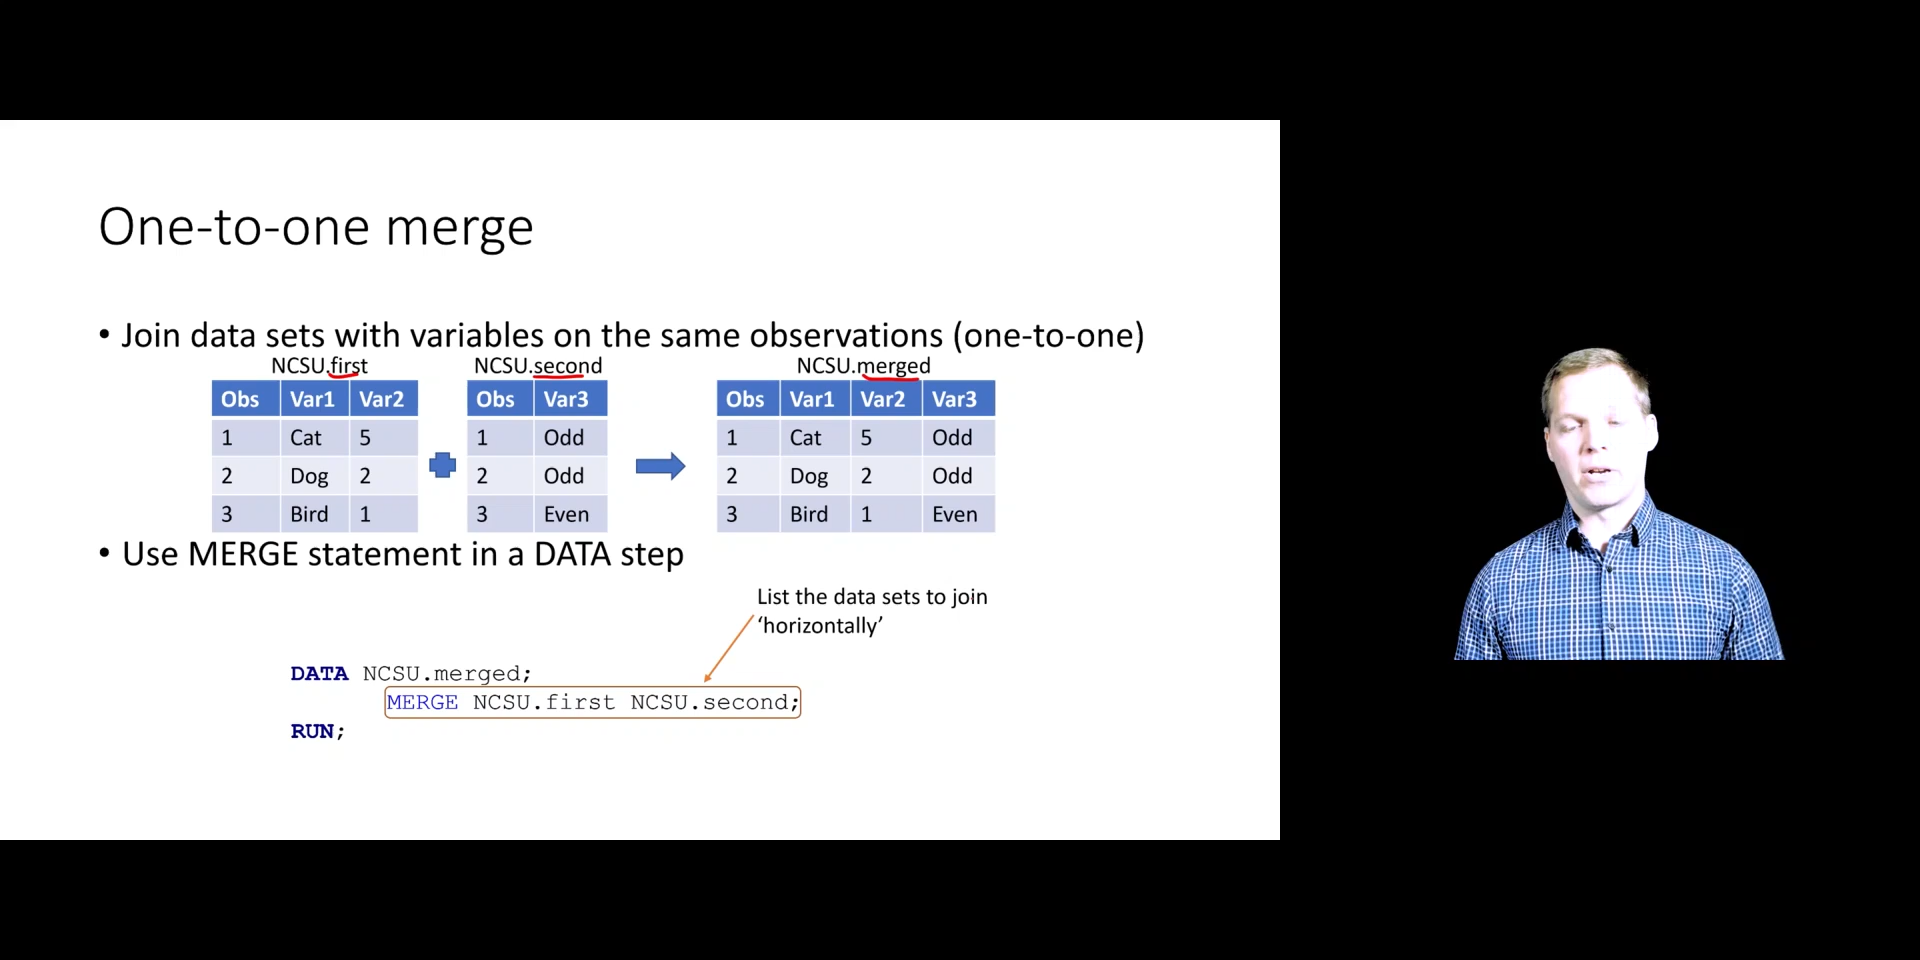 One-to-one merge
• Join data sets with variables on the same observations (one-to-one)
NCSU.first NCSU.second NCSU.merged
Obs Var1 Var2 Obs Var3 Obs Var1 Var2 Var3
1 Cat 5 1 Odd 1 Cat 5 Odd
2 Dog 2 2 Odd 2 Dog 2 Odd
3 Bird 1 3 Even 3 Bird 1 Even
• Use MERGE statement in a DATA step
List the data sets to join
‘horizontally’
DATA NCSU.merged;
MERGE NCSU.first NCSU.second;
RUN;